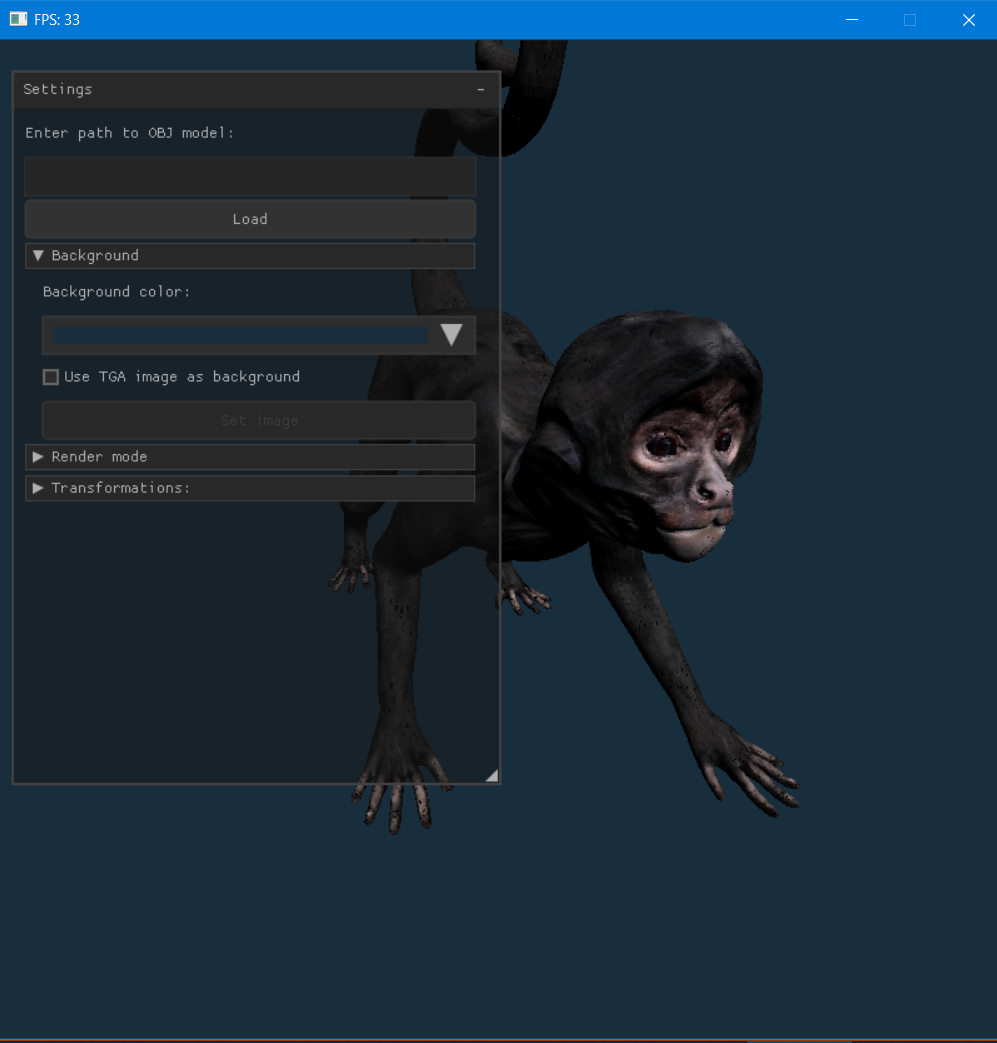 FPS: 33
Settings
Enter path to OBJ model:
Load
Background
Background color:
Use TGA image as background
Set image
Render mode
Transformations: